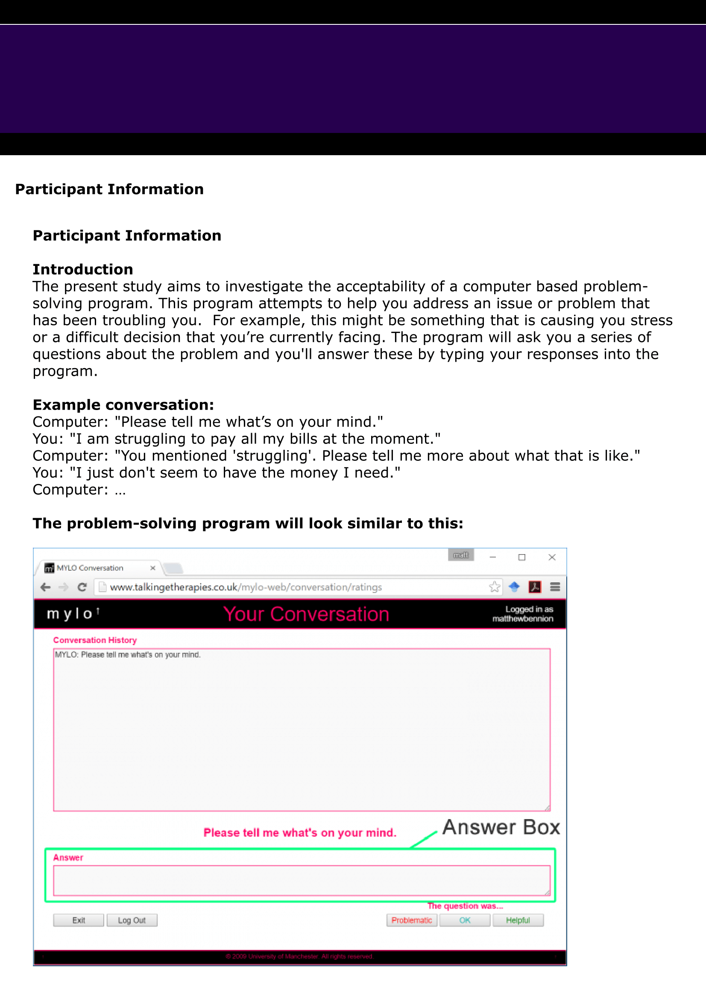 Participant Information
Participant Information
Introduction
The present study aims to investigate the acceptability of a computer based problem-
solving program. This program attempts to help you address an issue or problem that
has been troubling you.  For example, this might be something that is causing you stress
or a difficult decision that you’re currently facing. The program will ask you a series of
questions about the problem and you'll answer these by typing your responses into the
program.
Example conversation:
Computer: "Please tell me what’s on your mind."
You: "I am struggling to pay all my bills at the moment."
Computer: "You mentioned 'struggling'. Please tell me more about what that is like."
You: "I just don't seem to have the money I need."
Computer: …
The problem-solving program will look similar to this:
matt
MYLO Conversation
www.talkingetherapies.co.uk/mylo-web/conversation/ratings
mylo↑
Your Conversation
Logged in as
matthewbennion
Conversation History
MYLO: Please tell me what's on your mind.
Answer Box
Please tell me what's on your mind.
Answer
The question was...
Exit
Log Out
Problematic
OK
Helpful
© 2009 University of Manchester. All rights reserved.